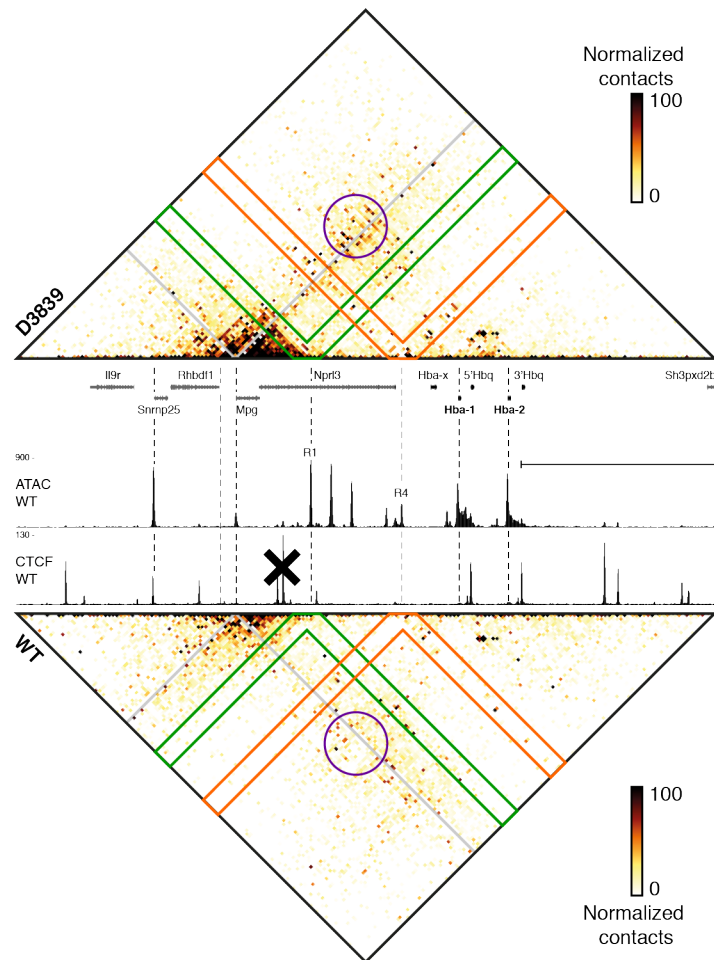 Normalized
contacts
100
0
D3839
Il9r
Rhbdf1
Nprl3
Hba-x
5'Hbq
3'Hbq
Sh3pxd2b
Snrnp25
Mpg
Hba-1
Hba-2
R1
900 -
ATAC
WT
R4
130 -
CTCF
WT
WT
100
0
Normalized
contacts